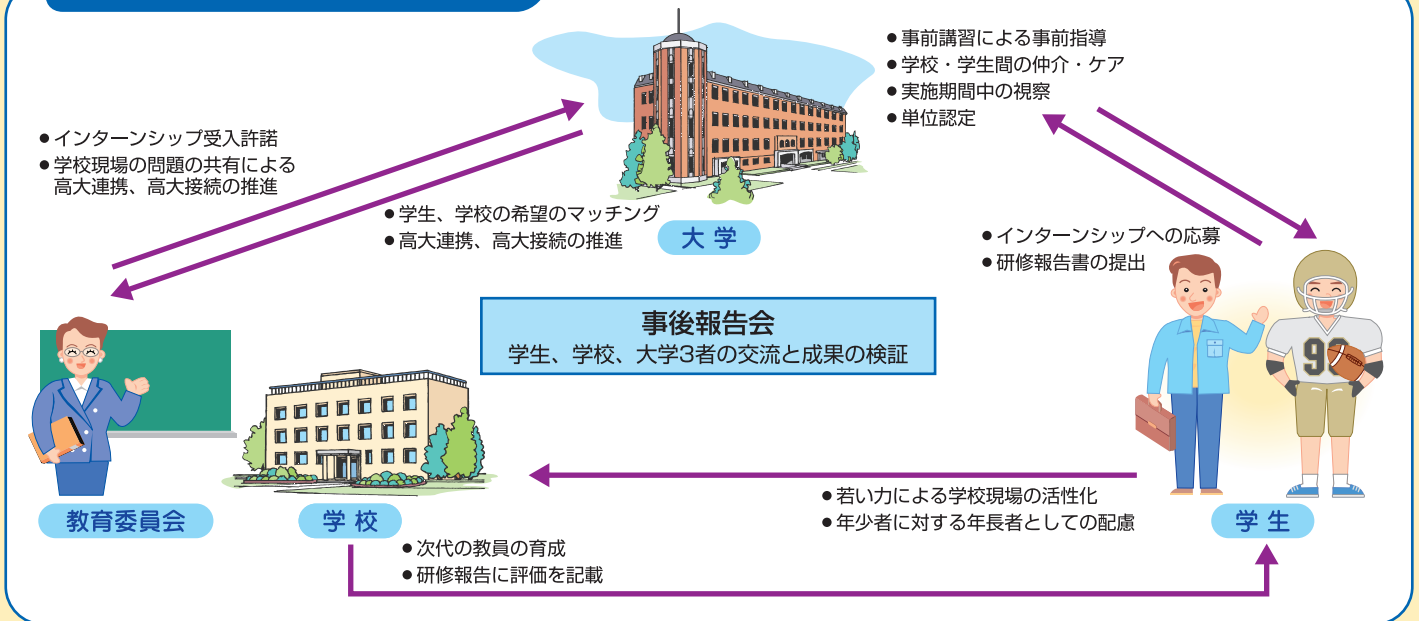 ● 事前講習による事前指導
● 学校・学生間の仲介・ケア
● 実施期間中の視察
● 単位認定
● インターンシップ受入許諾
● 学校現場の問題の共有による
高大連携、高大接続の推進
● 学生、学校の希望のマッチング
● 高大連携、高大接続の推進
大学
● インターンシップへの応募
● 研修報告書の提出
事後報告会
学生、学校、大学3者の交流と成果の検証
● 若い力による学校現場の活性化
● 年少者に対する年長者としての配慮
教育委員会
学校
学生
● 次代の教員の育成
● 研修報告に評価を記載